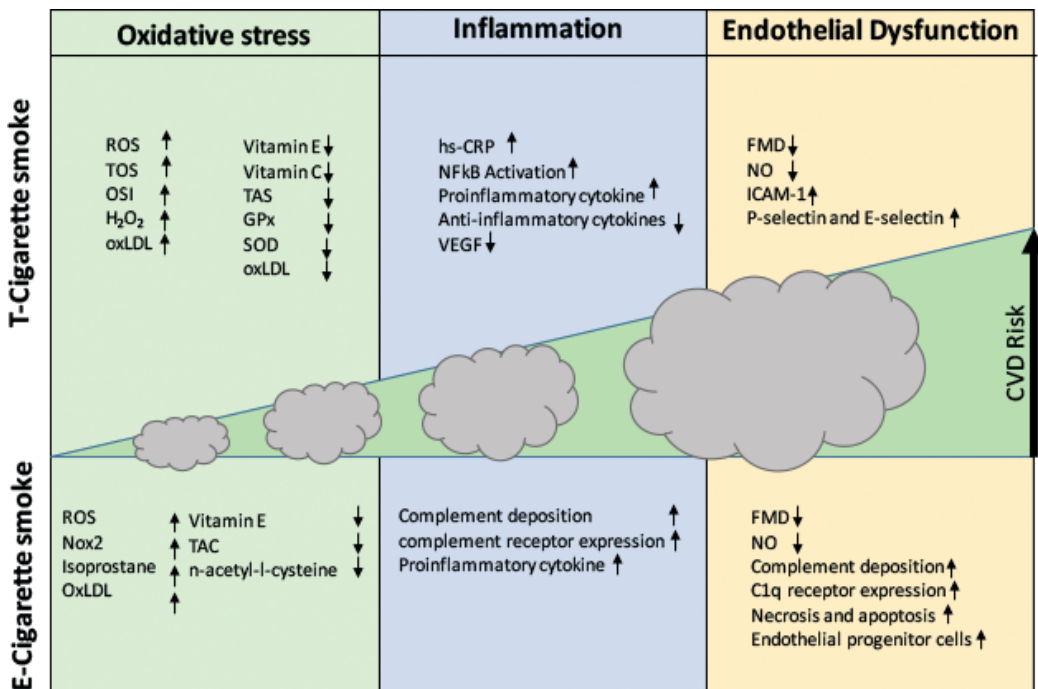 Oxidative stress
Inflammation
Endothelial Dysfunction
T-Cigarette smoke
ROS ↑
TOS ↑
OSI ↑
H₂O₂ ↑
oxLDL ↑
Vitamin E ↓
Vitamin C ↓
TAS ↓
GPx ↓
SOD ↓
oxLDL ↓
hs-CRP ↑
NFkB Activation ↑
Proinflammatory cytokine ↑
Anti-inflammatory cytokines ↓
VEGF ↓
FMD ↓
NO ↓
ICAM-1 ↑
P-selectin and E-selectin ↑
CVD Risk
E-Cigarette smoke
ROS ↑
Nox2 ↑
Isoprostane ↑
OxLDL ↑
Vitamin E ↓
TAC ↓
n-acetyl-l-cysteine ↓
Complement deposition ↑
complement receptor expression ↑
Proinflammatory cytokine ↑
FMD ↓
NO ↓
Complement deposition ↑
C1q receptor expression ↑
Necrosis and apoptosis ↑
Endothelial progenitor cells ↑